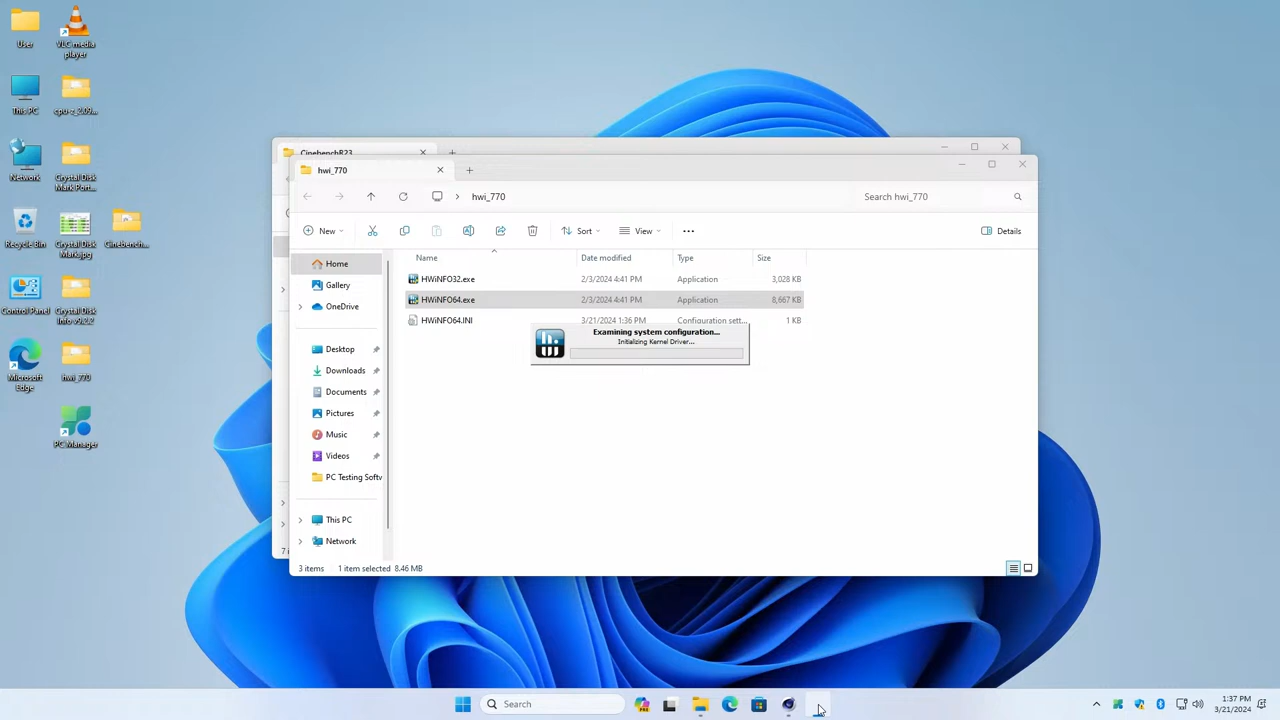 User
VLC media
player
This PC
cpu-z_2.09...
Network
Crystal Disk
Mark Port...
Recycle Bin
Crystal Disk
Mark.jpg
Cinebench...
Control Panel
Crystal Disk
Info v9.2.2
Microsoft
Edge
hwi_770
PC Manager
CinebenchR23
hwi_770
hwi_770
Search hwi_770
New
Sort
View
Details
Home
Gallery
OneDrive
Desktop
Downloads
Documents
Pictures
Music
Videos
PC Testing Softw
This PC
Network
Name
Date modified
Type
Size
HWiNFO32.exe
2/3/2024 4:41 PM
Application
3,028 KB
HWiNFO64.exe
2/3/2024 4:41 PM
Application
8,667 KB
HWiNFO64.INI
3/21/2024 1:36 PM
Configuration sett...
1 KB
Examining system configuration...
Initializing Kernel Driver...
7 i
3 items
1 item selected 8.46 MB
Search
1:37 PM
3/21/2024